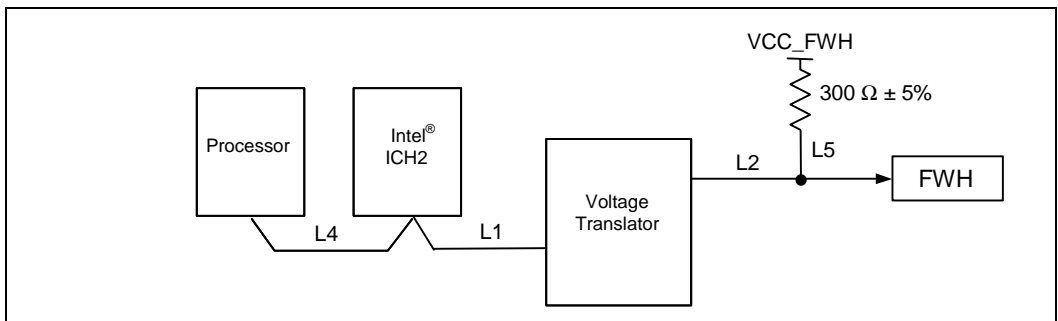 VCC_FWH
300 Ω ± 5%
Processor
Intel®
ICH2
Voltage
Translator
L4
L1
L2
L5
FWH